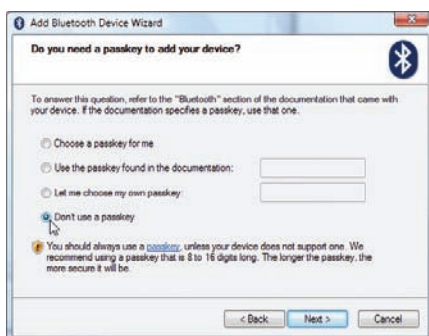 Add Bluetooth Device Wizard
Do you need a passkey to add your device?
To answer this question, refer to the "Bluetooth" section of the documentation that came with
your device. If the documentation specifies a passkey, use that one.
Choose a passkey for me
Use the passkey found in the documentation:
Let me choose my own passkey:
Don't use a passkey
You should always use a passkey, unless your device does not support one. We
recommend using a passkey that is 8 to 16 digits long. The longer the passkey, the
more secure it will be.
< Back Next > Cancel